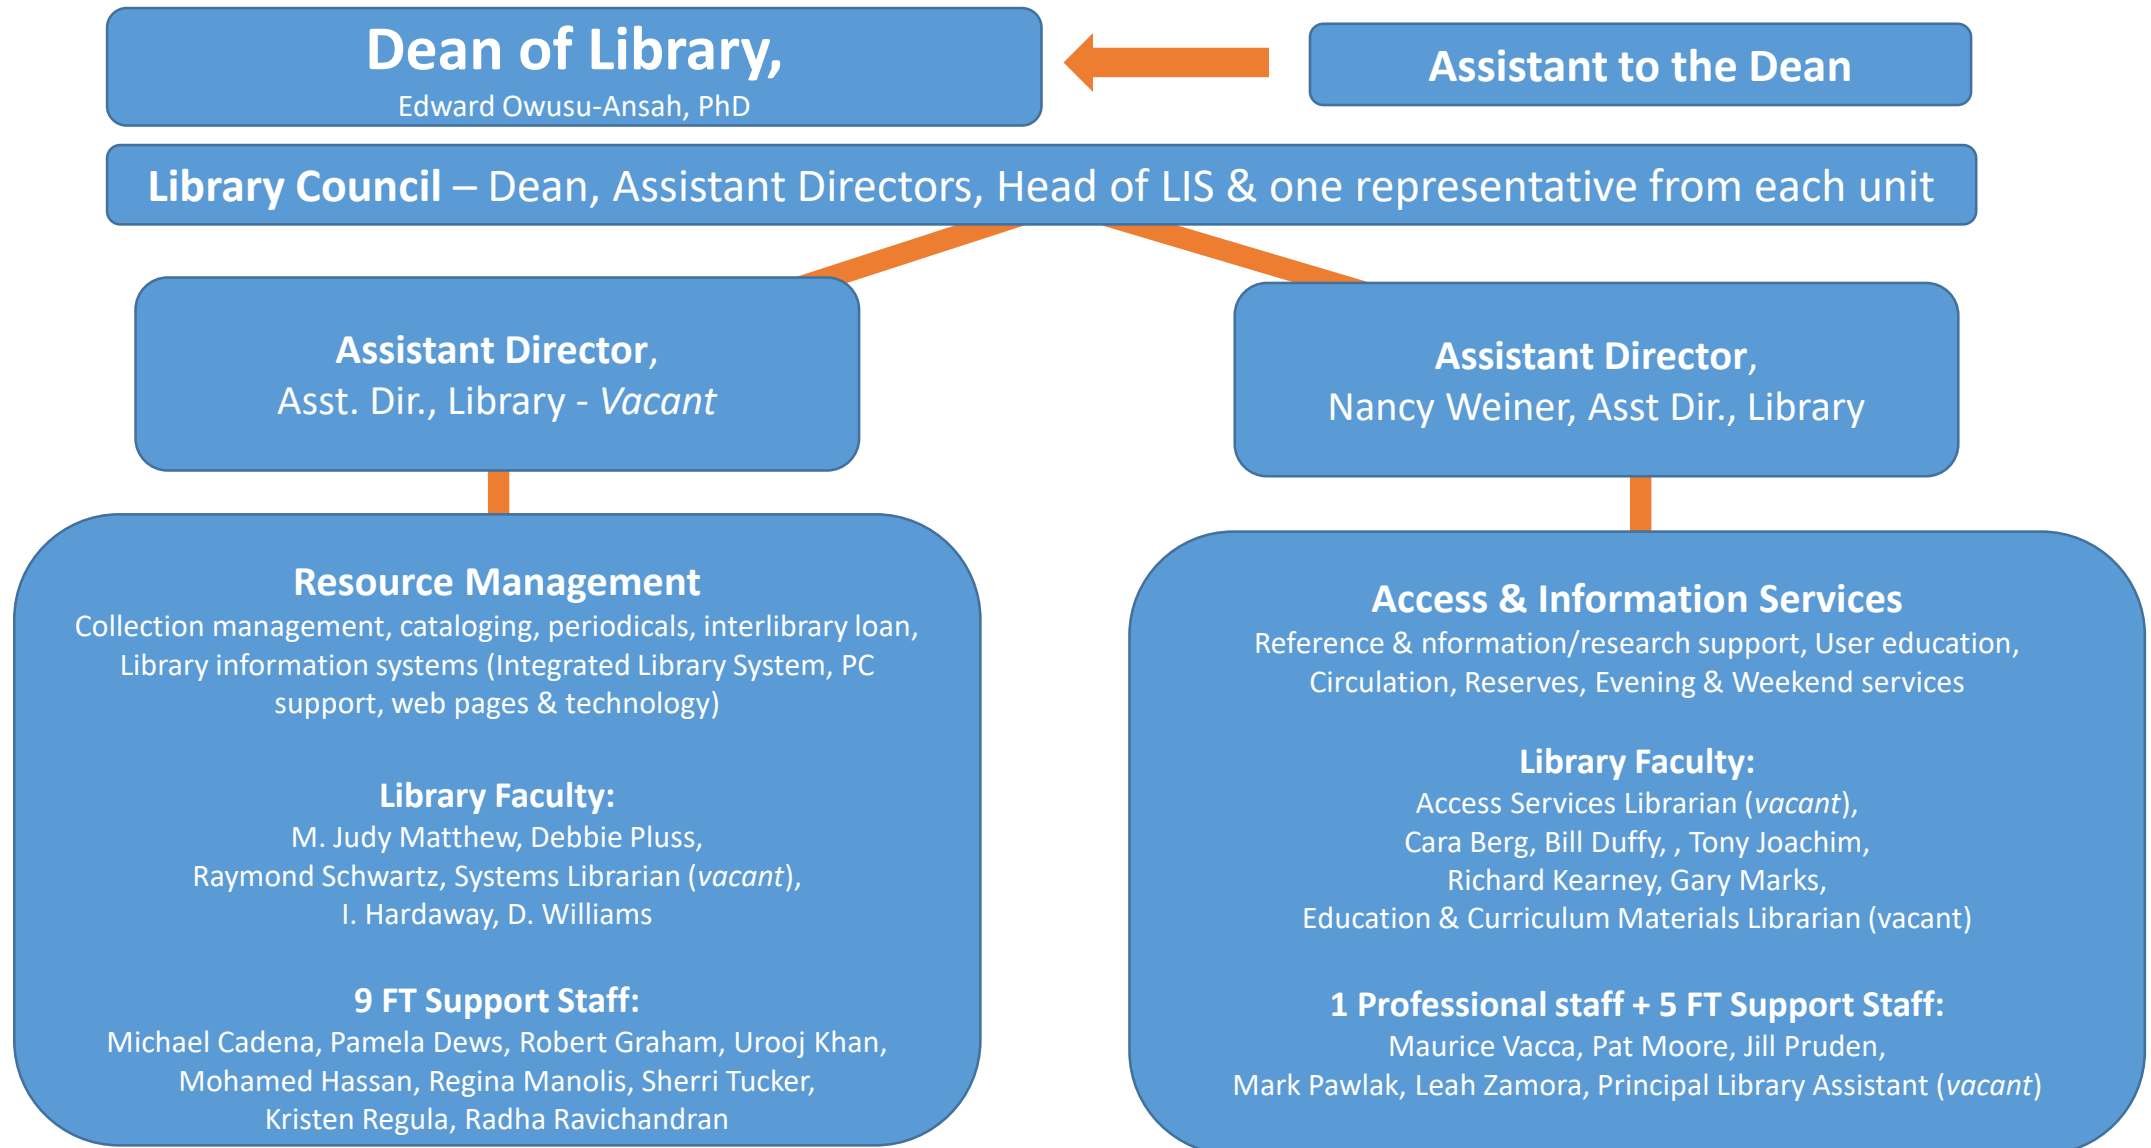 Dean of Library,
Edward Owusu-Ansah, PhD
Assistant to the Dean
Library Council – Dean, Assistant Directors, Head of LIS & one representative from each unit
Assistant Director,
Asst. Dir., Library - Vacant
Assistant Director,
Nancy Weiner, Asst Dir., Library
Resource Management
Collection management, cataloging, periodicals, interlibrary loan,
Library information systems (Integrated Library System, PC
support, web pages & technology)
Library Faculty:
M. Judy Matthew, Debbie Pluss,
Raymond Schwartz, Systems Librarian (vacant),
I. Hardaway, D. Williams
9 FT Support Staff:
Michael Cadena, Pamela Dews, Robert Graham, Urooj Khan,
Mohamed Hassan, Regina Manolis, Sherri Tucker,
Kristen Regula, Radha Ravichandran
Access & Information Services
Reference & nformation/research support, User education,
Circulation, Reserves, Evening & Weekend services
Library Faculty:
Access Services Librarian (vacant),
Cara Berg, Bill Duffy, , Tony Joachim,
Richard Kearney, Gary Marks,
Education & Curriculum Materials Librarian (vacant)
1 Professional staff + 5 FT Support Staff:
Maurice Vacca, Pat Moore, Jill Pruden,
Mark Pawlak, Leah Zamora, Principal Library Assistant (vacant)